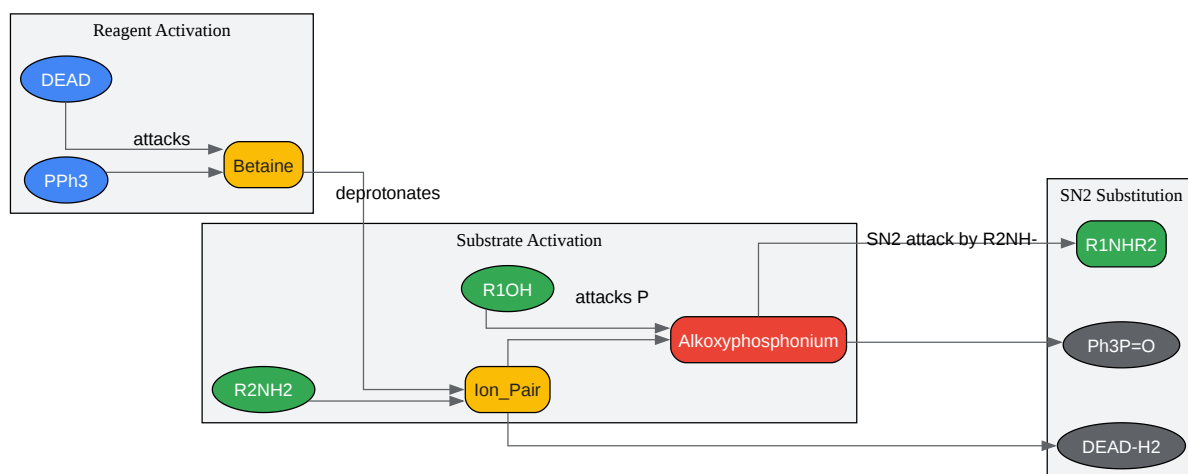 Reagent Activation
DEAD
attacks
PPh3
Betaine
deprotonates
Substrate Activation
R1OH
attacks P
Alkoxyphosphonium
R2NH2
Ion_Pair
SN2 Substitution
SN2 attack by R2NH-
R1NHR2
Ph3P=O
DEAD-H2